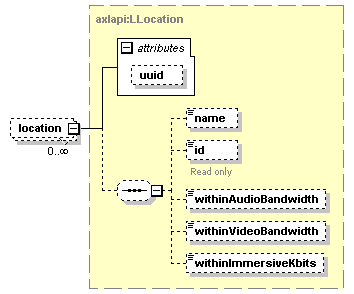 axlapi:LLocation
attributes
uuid
location
0..∞
name
id
Read only
withinAudioBandwidth
withinVideoBandwidth
withinImmersiveKbits